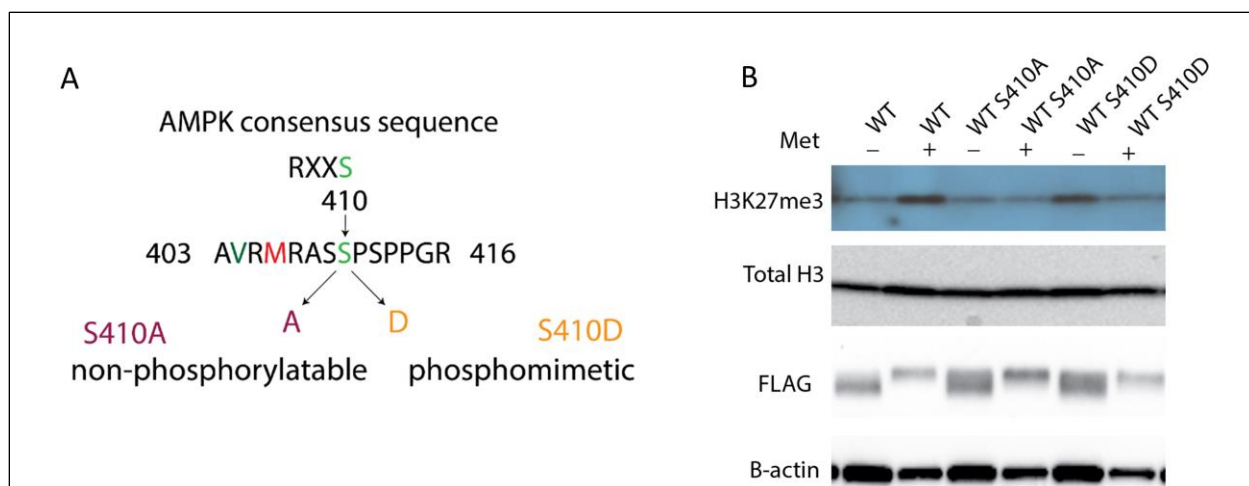 A
AMPK consensus sequence
RXXS
410
403 AVRMRASSPSPPGR 416
S410A A D S410D
non-phosphorylatable phosphomimetic
B
WT WT WT S410A WT S410A WT S410D WT S410D
Met − + − + − +
H3K27me3
Total H3
FLAG
B-actin